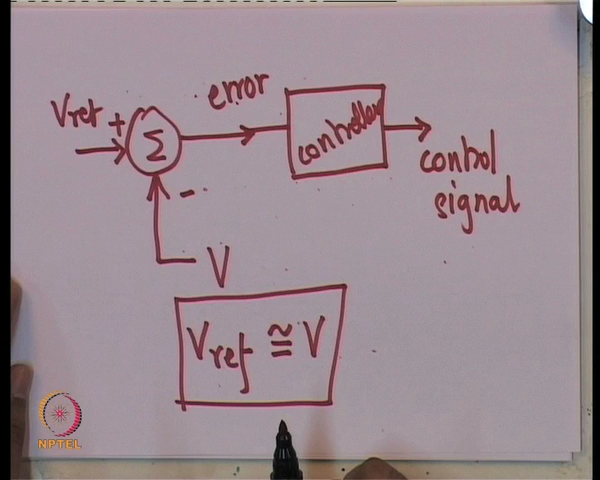 Vref + Σ error controller
control
signal
-
V
Vref ≅ V
NPTEL